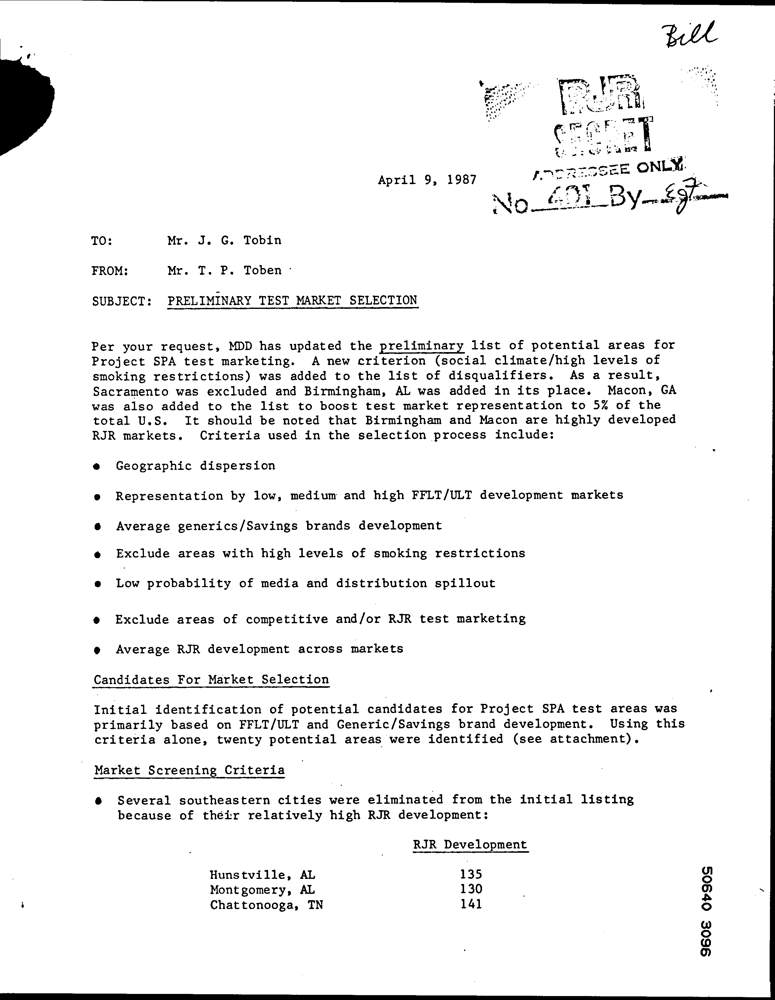 Bill
RJR
SECRET
ADDRESSEE ONLY
April 9, 1987
No. 401 By
TO: Mr. J. G. Tobin
FROM: Mr. T. P. Toben
SUBJECT: PRELIMINARY TEST MARKET SELECTION
Per your request, MDD has updated the preliminary list of potential areas for
Project SPA test marketing. A new criterion (social climate/high levels of
smoking restrictions) was added to the list of disqualifiers. As a result,
Sacramento was excluded and Birmingham, AL was added in its place. Macon, GA
was also added to the list to boost test market representation to 5% of the
total U.S. It should be noted that Birmingham and Macon are highly developed
RJR markets. Criteria used in the selection process include:
• Geographic dispersion
• Representation by low, medium and high FFLT/ULT development markets
• Average generics/Savings brands development
• Exclude areas with high levels of smoking restrictions
• Low probability of media and distribution spillout
• Exclude areas of competitive and/or RJR test marketing
• Average RJR development across markets
Candidates For Market Selection
Initial identification of potential candidates for Project SPA test areas was
primarily based on FFLT/ULT and Generic/Savings brand development. Using this
criteria alone, twenty potential areas were identified (see attachment).
Market Screening Criteria
• Several southeastern cities were eliminated from the initial listing
because of their relatively high RJR development:
RJR Development
Hunstville, AL 135
Montgomery, AL 130
Chattonooga, TN 141
50640 3096